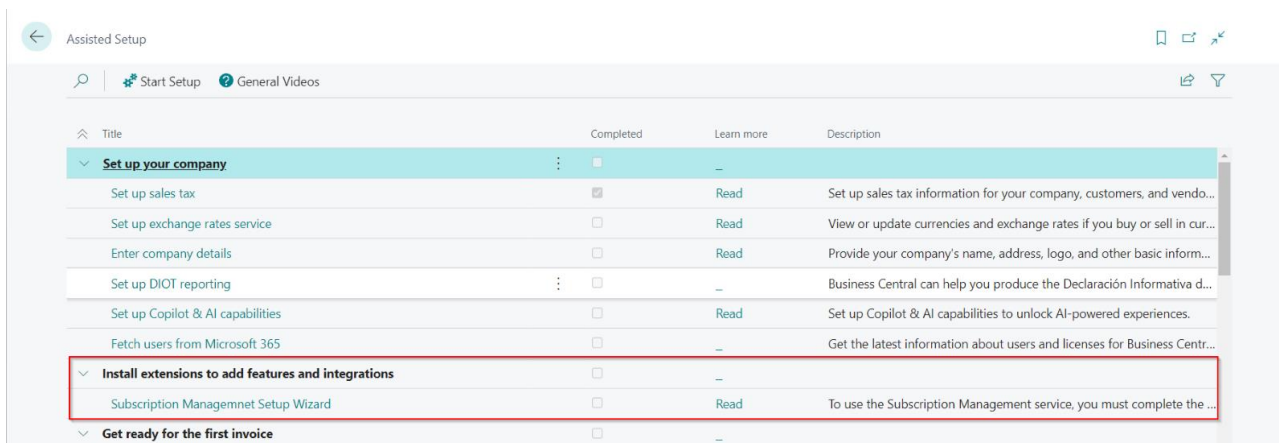 Assisted Setup
Start Setup General Videos
Title Completed Learn more Description
Set up your company _
Set up sales tax Read Set up sales tax information for your company, customers, and vendo...
Set up exchange rates service Read View or update currencies and exchange rates if you buy or sell in cur...
Enter company details Read Provide your company's name, address, logo, and other basic inform...
Set up DIOT reporting _ Business Central can help you produce the Declaración Informativa d...
Set up Copilot & AI capabilities Read Set up Copilot & AI capabilities to unlock AI-powered experiences.
Fetch users from Microsoft 365 _ Get the latest information about users and licenses for Business Centr...
Install extensions to add features and integrations _
Subscription Managemnet Setup Wizard Read To use the Subscription Management service, you must complete the ...
Get ready for the first invoice _